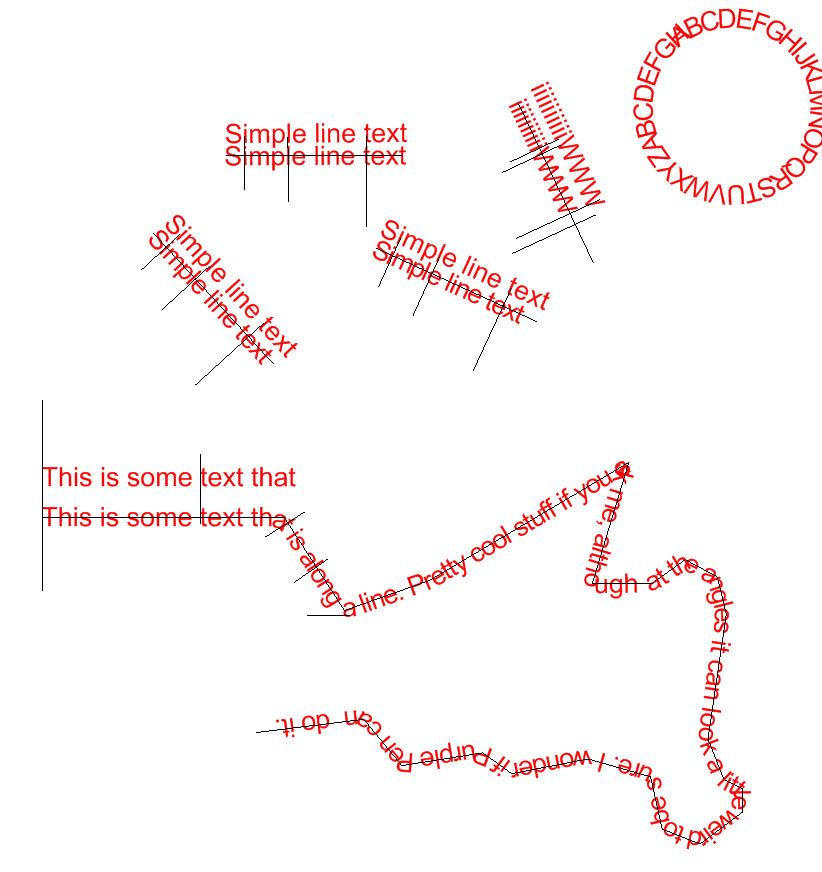 ABCDEFGHIJKLMNOPQRSTUVWXYZABCDEFGH
Simple line text
Simple line text
iiiiiiiiiiWWWW
iiiiiiiiiiWWWW
Simple line text
Simple line text
Simple line text
Simple line text
This is some text that
This is some text that is along a line. Pretty cool stuff if you ask me, although at the angles it can look a little weird to be sure. I wonder if Purple Pen can do it.